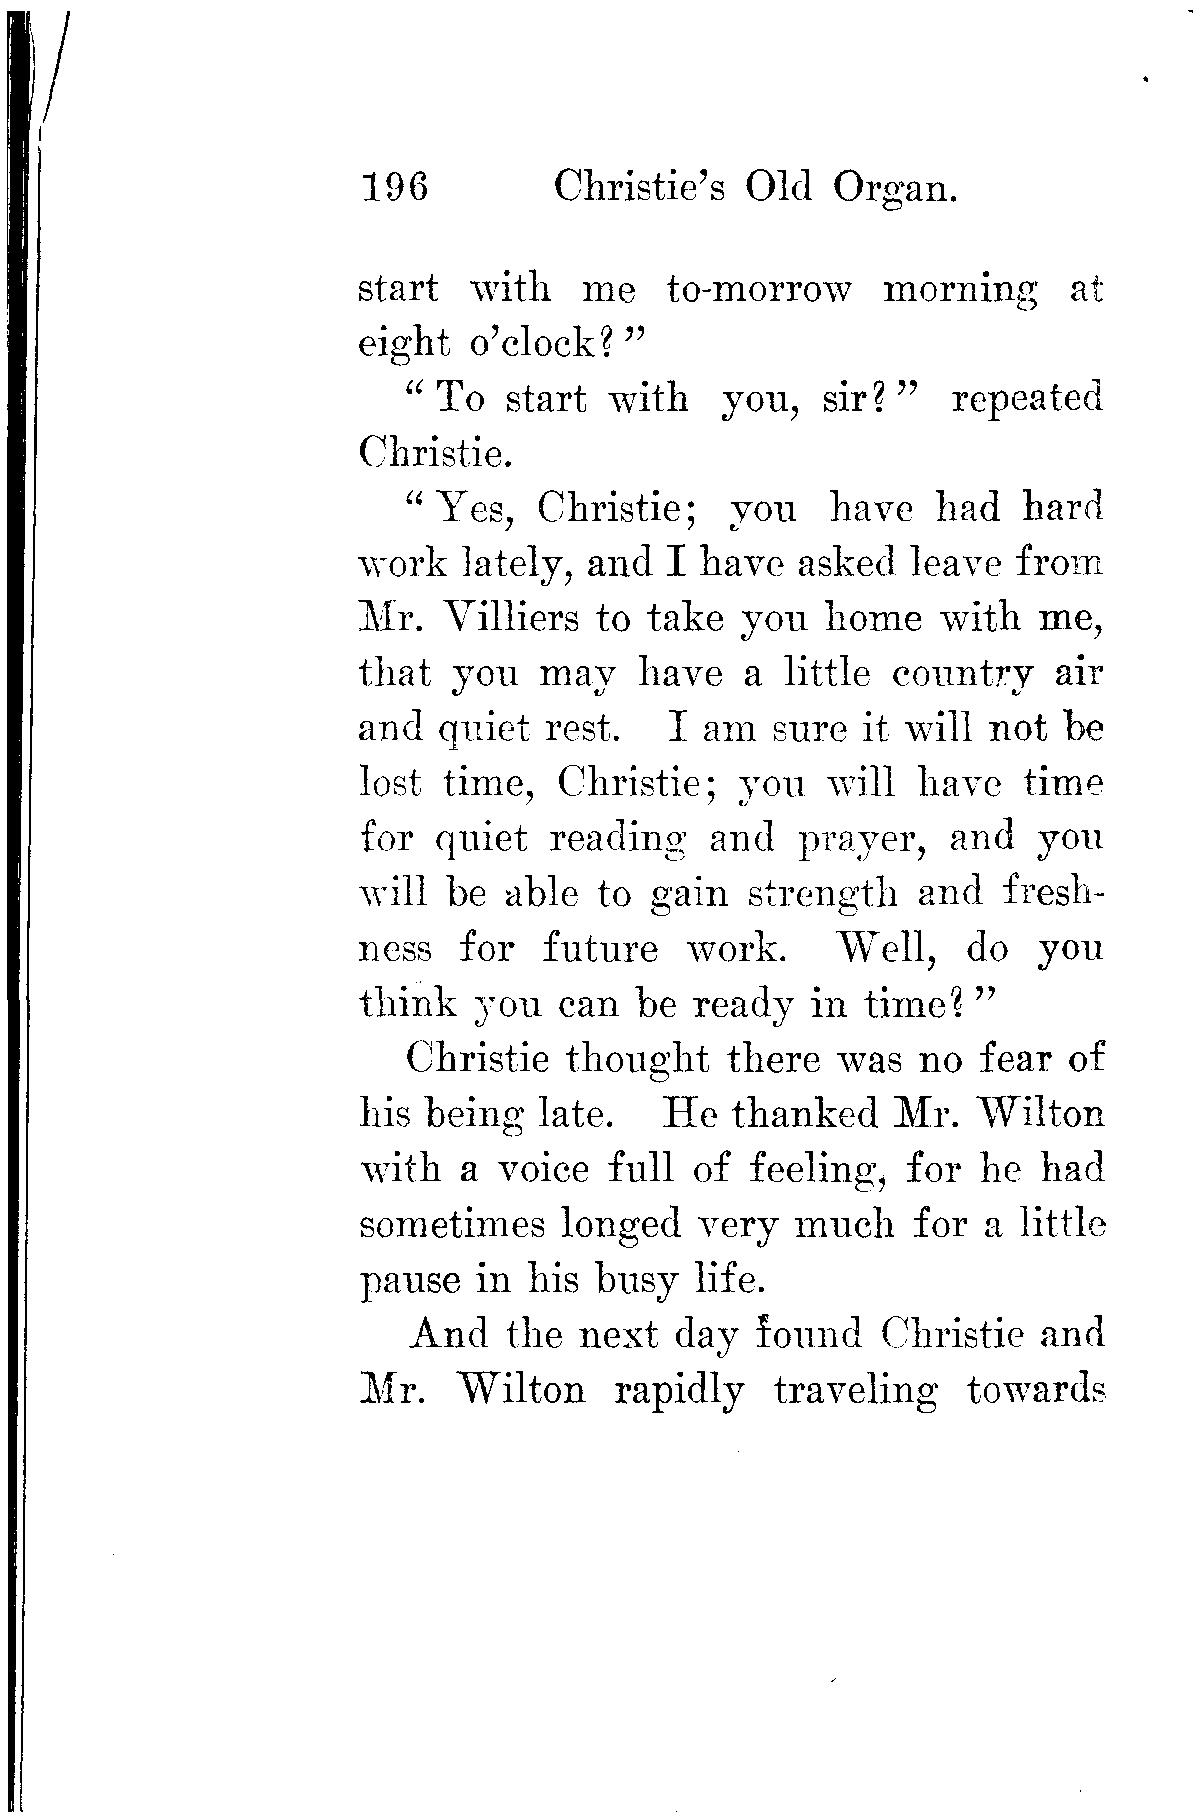 196 Christie's Old Organ.
start with me to-morrow morning at
eight o'clock?"
"To start with you, sir?" repeated
Christie.
"Yes, Christie; you have had hard
work lately, and I have asked leave from
Mr. Villiers to take you home with me,
that you may have a little country air
and quiet rest. I am sure it will not be
lost time, Christie; you will have time
for quiet reading and prayer, and you
will be able to gain strength and fresh-
ness for future work. Well, do you
think you can be ready in time?"
Christie thought there was no fear of
his being late. He thanked Mr. Wilton
with a voice full of feeling, for he had
sometimes longed very much for a little
pause in his busy life.
And the next day found Christie and
Mr. Wilton rapidly traveling towards